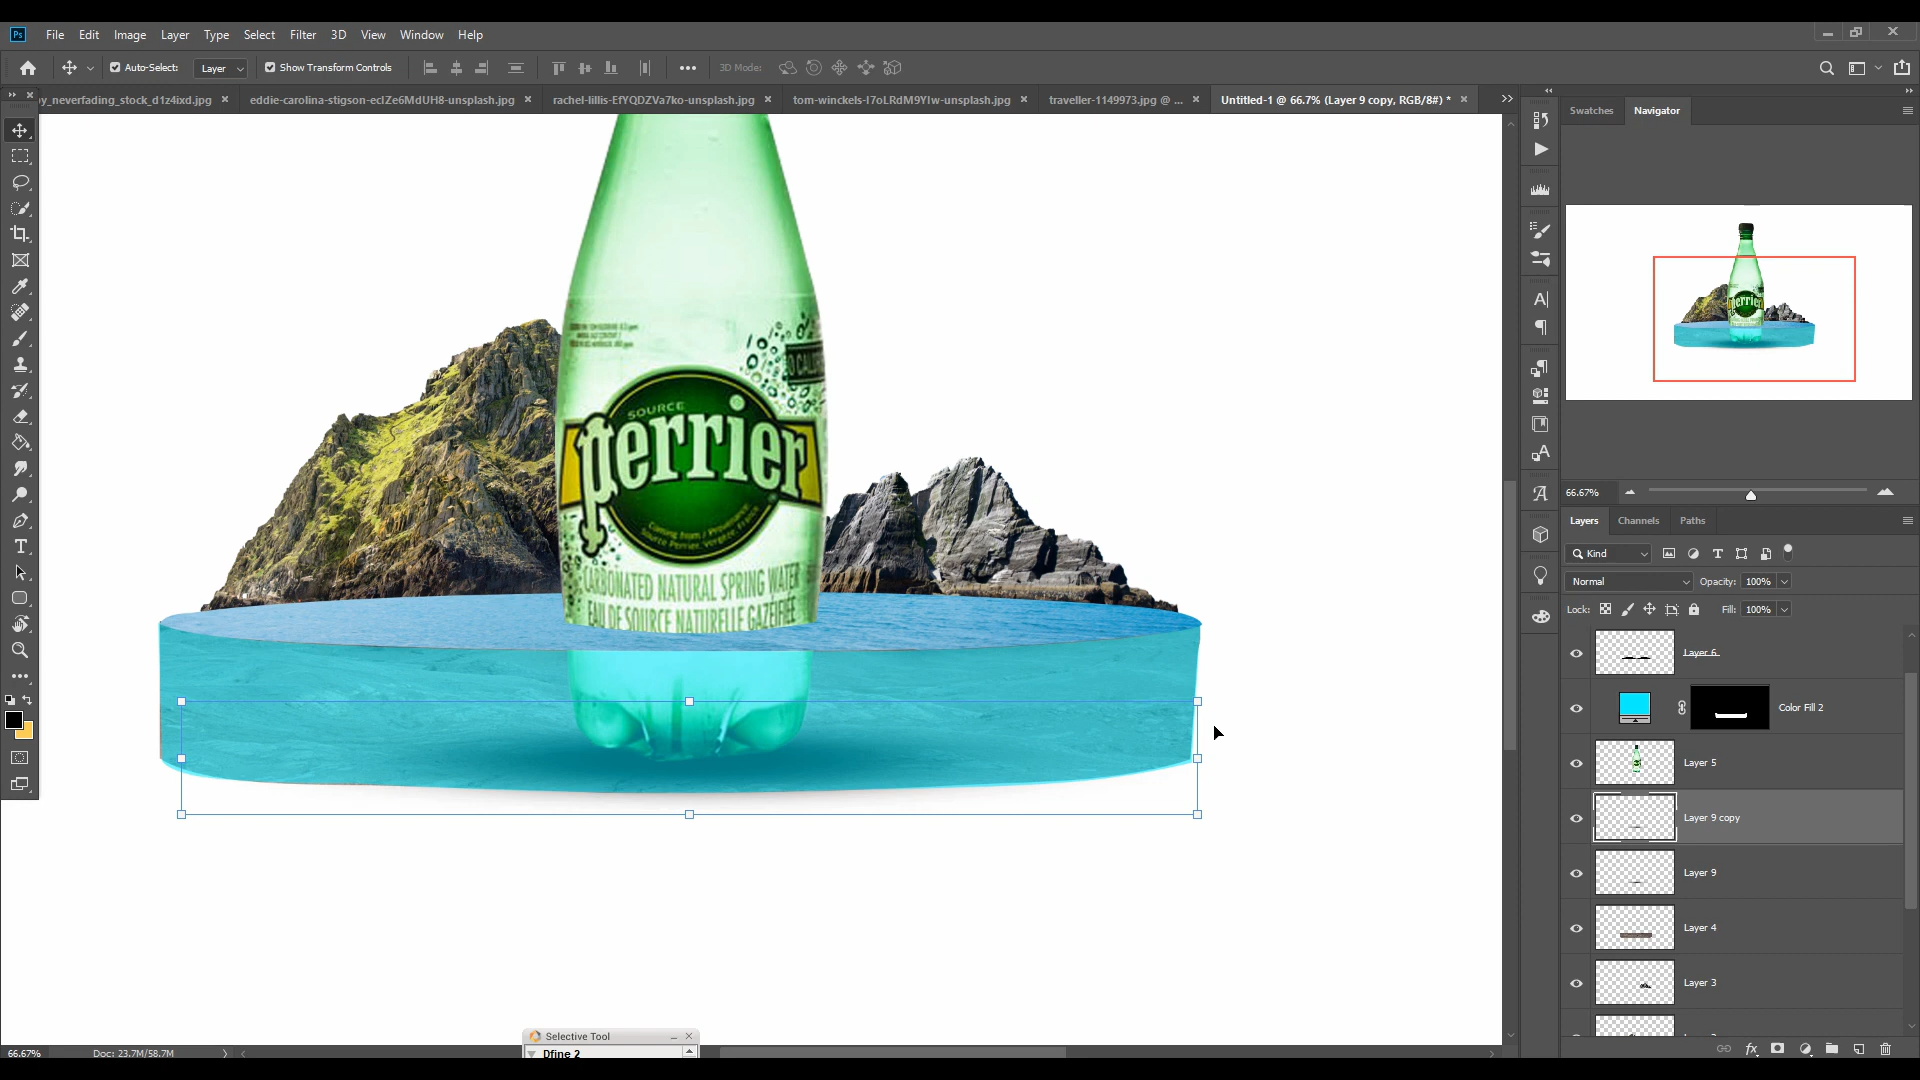 Ps File Edit Image Layer Type Select Filter 3D View Window Help
Auto-Select: Layer Show Transform Controls 3D Mode:
y_neverfading_stock_d1z4ixd.jpg eddie-carolina-stigson-ecIZe6MdUH8-unsplash.jpg rachel-lillis-EfYQDZVa7ko-unsplash.jpg tom-winckels-I7oLRdM9YIw-unsplash.jpg traveller-1149973.jpg @ ... Untitled-1 @ 66.7% (Layer 9 copy, RGB/8#) *
Swatches Navigator
SOURCE
perrier
CARBONATED NATURAL SPRING WATER
EAU DE SOURCE NATURELLE GAZÉIFIÉE
66.67%
Layers Channels Paths
Kind
Normal Opacity: 100%
Lock: Fill: 100%
Layer 6
Color Fill 2
Layer 5
Layer 9 copy
Layer 9
Layer 4
Layer 3
Selective Tool
Dfine 2
66.67% Doc: 23.7M/58.7M